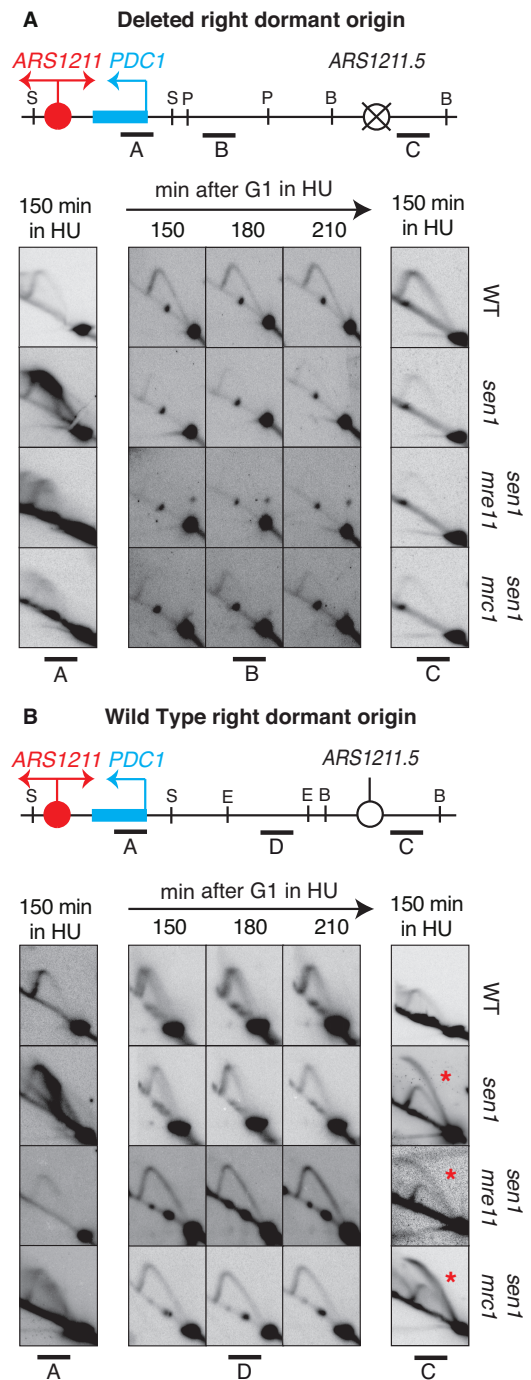 A Deleted right dormant origin
ARS1211 PDC1 ARS1211.5
S S P P B B
A B C
150 min
in HU
min after G1 in HU
150 180 210
150 min
in HU
WT
sen1
sen1
mre11
sen1
mrc1
A B C
B Wild Type right dormant origin
ARS1211 PDC1 ARS1211.5
S S E E B B
A D C
150 min
in HU
min after G1 in HU
150 180 210
150 min
in HU
WT
sen1
*
sen1
mre11
*
sen1
mrc1
*
A D C